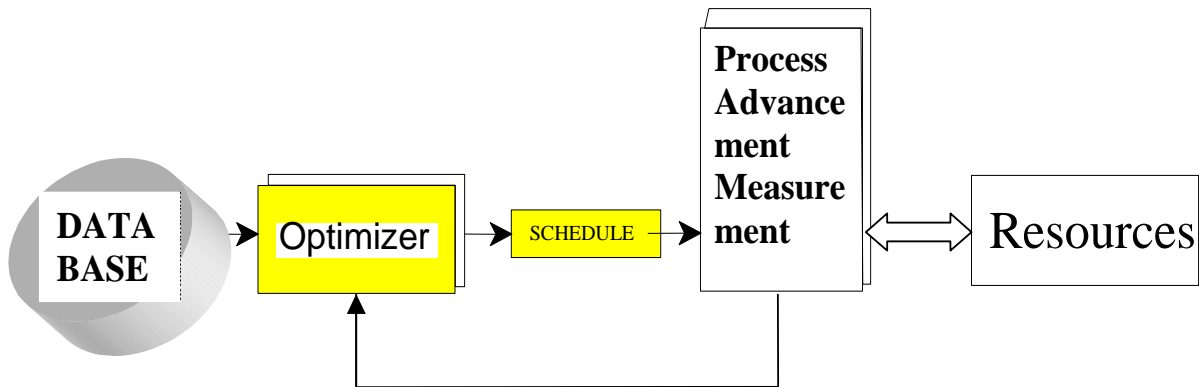 DATA
BASE
Optimizer
SCHEDULE
Process
Advance
ment
Measure
ment
Resources